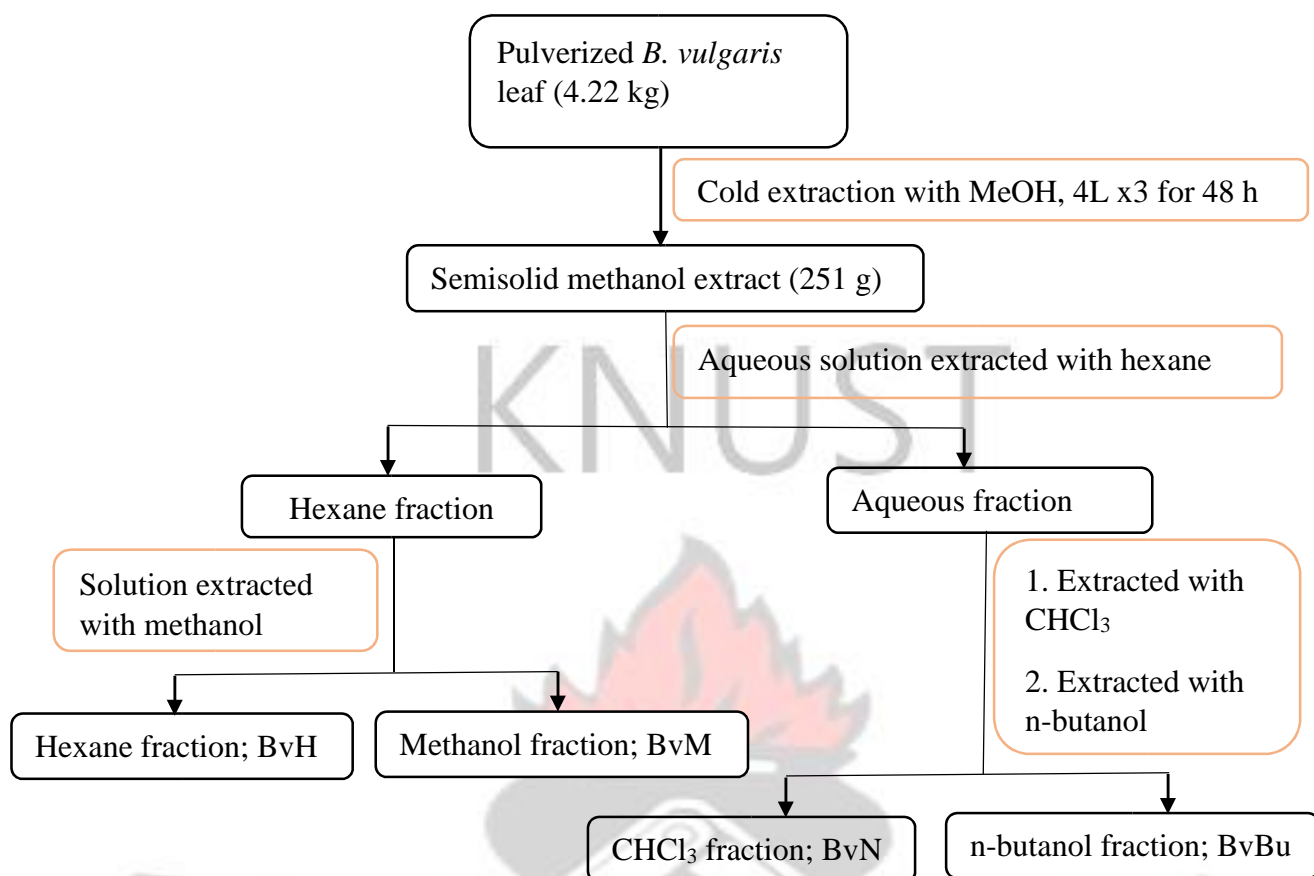 Pulverized B. vulgaris
leaf (4.22 kg)
Cold extraction with MeOH, 4L x3 for 48 h
Semisolid methanol extract (251 g)
Aqueous solution extracted with hexane
KNUST
Hexane fraction
Aqueous fraction
Solution extracted
with methanol
1. Extracted with
CHCl₃
2. Extracted with
n-butanol
Hexane fraction; BvH
Methanol fraction; BvM
CHCl₃ fraction; BvN
n-butanol fraction; BvBu